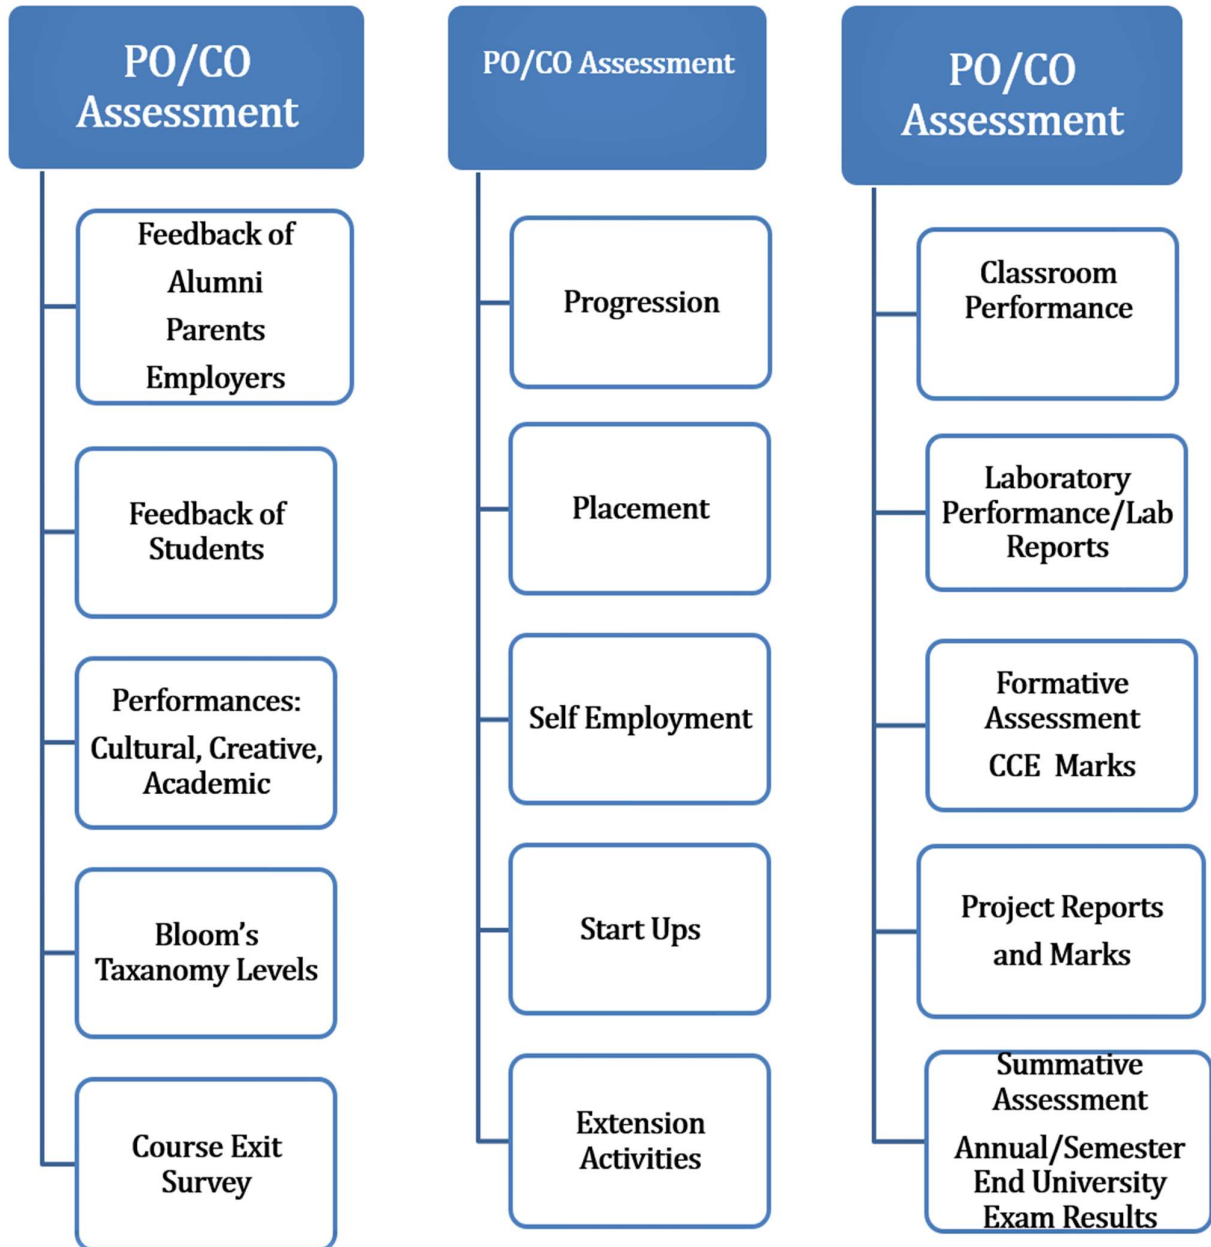 PO/CO
Assessment
Feedback of
Alumni
Parents
Employers
Feedback of
Students
Performances:
Cultural, Creative,
Academic
Bloom’s
Taxanomy Levels
Course Exit
Survey
PO/CO Assessment
Progression
Placement
Self Employment
Start Ups
Extension
Activities
PO/CO
Assessment
Classroom
Performance
Laboratory
Performance/Lab
Reports
Formative
Assessment
CCE Marks
Project Reports
and Marks
Summative
Assessment
Annual/Semester
End University
Exam Results